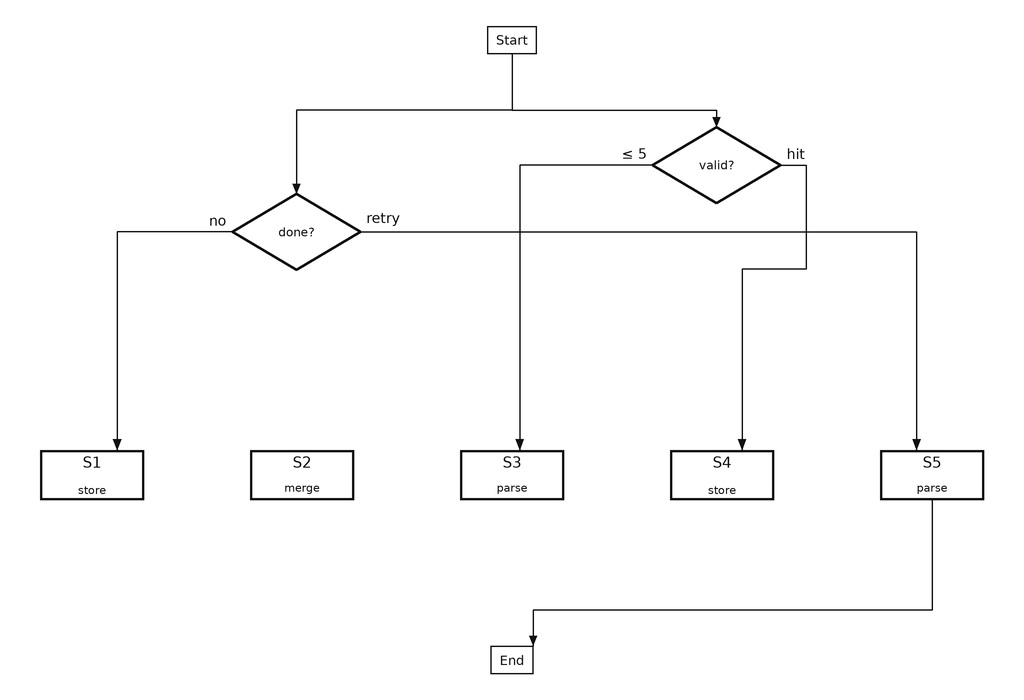 Start
≤ 5
valid?
hit
no
done?
retry
S1
store
S2
merge
S3
parse
S4
store
S5
parse
End